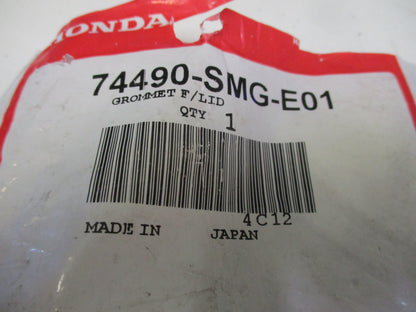 HONDA
74490-SMG-E01
GROMMET F/LID
QTY 1
4C12
MADE IN JAPAN